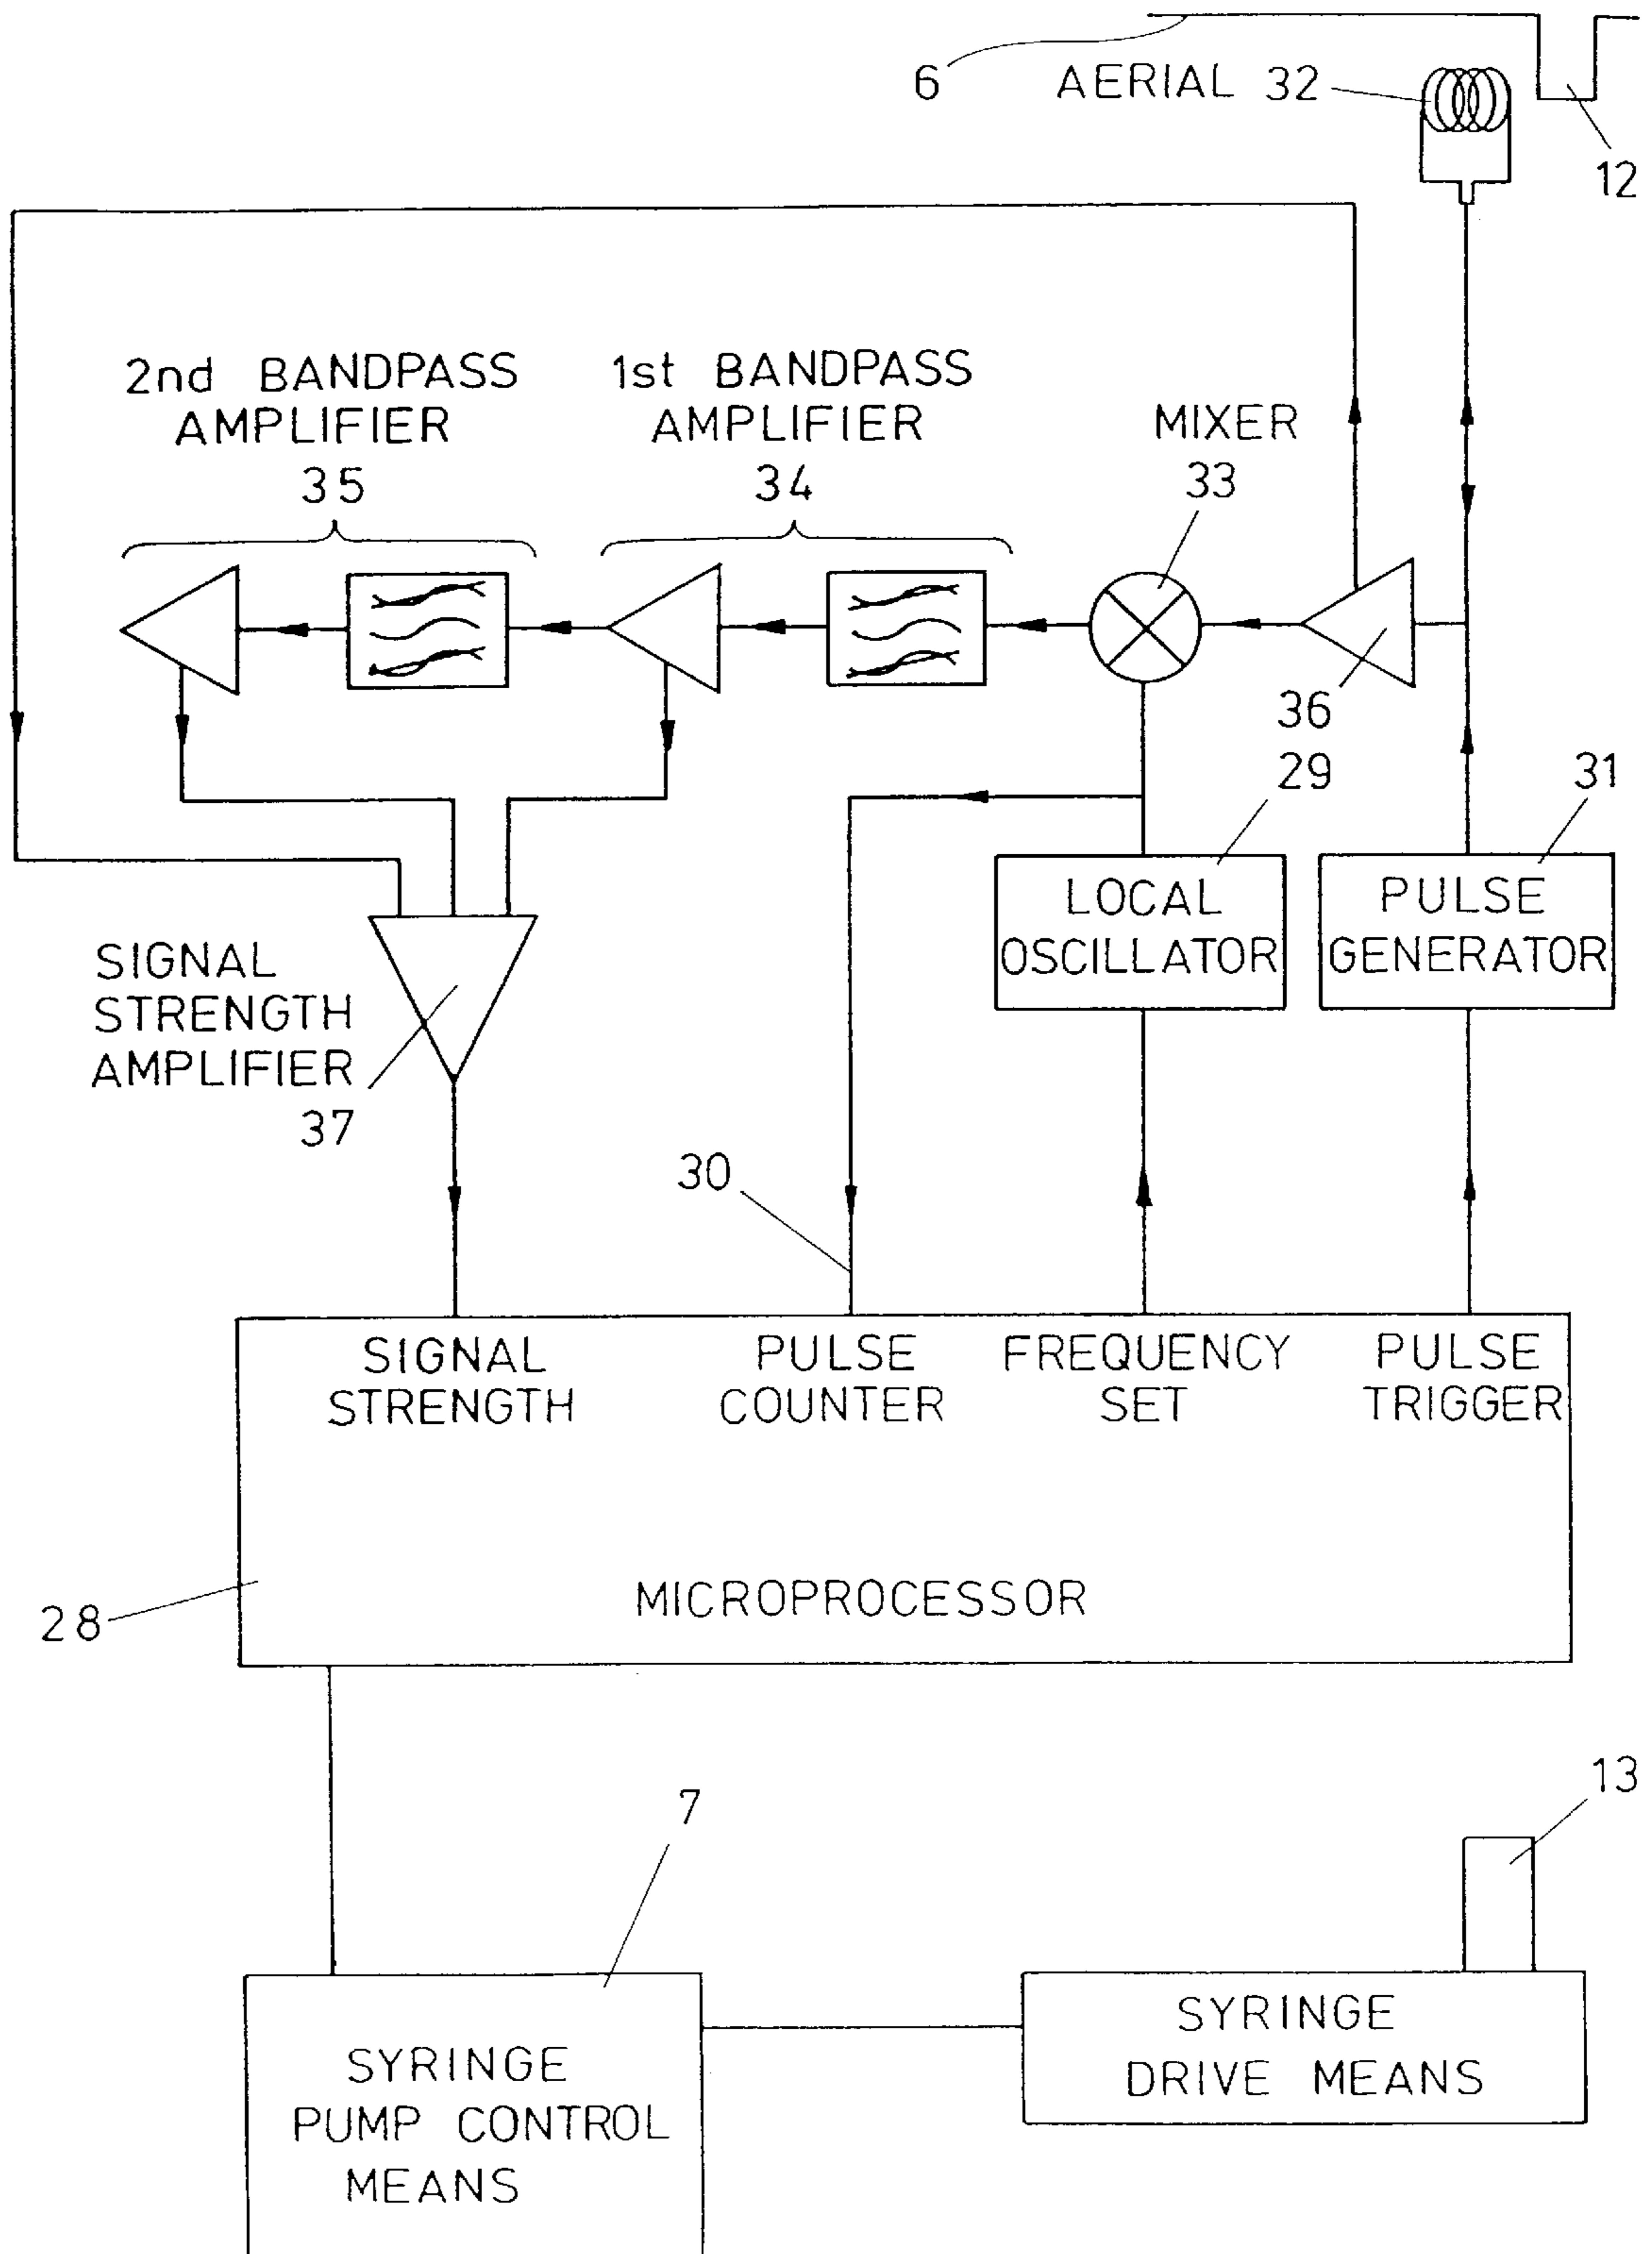 6
AERIAL 32
12
2nd BANDPASS
AMPLIFIER
35
1st BANDPASS
AMPLIFIER
34
MIXER
33
36
29
31
LOCAL
OSCILLATOR
PULSE
GENERATOR
SIGNAL
STRENGTH
AMPLIFIER
37
30
SIGNAL
STRENGTH
PULSE
COUNTER
FREQUENCY
SET
PULSE
TRIGGER
MICROPROCESSOR
28
13
7
SYRINGE
PUMP CONTROL
MEANS
SYRINGE
DRIVE MEANS